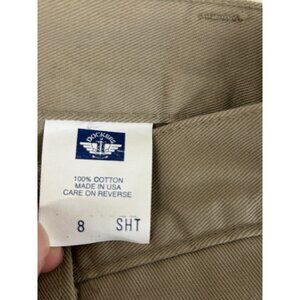 DOCKERS
100% COTTON
MADE IN USA
CARE ON REVERSE
8 SHT